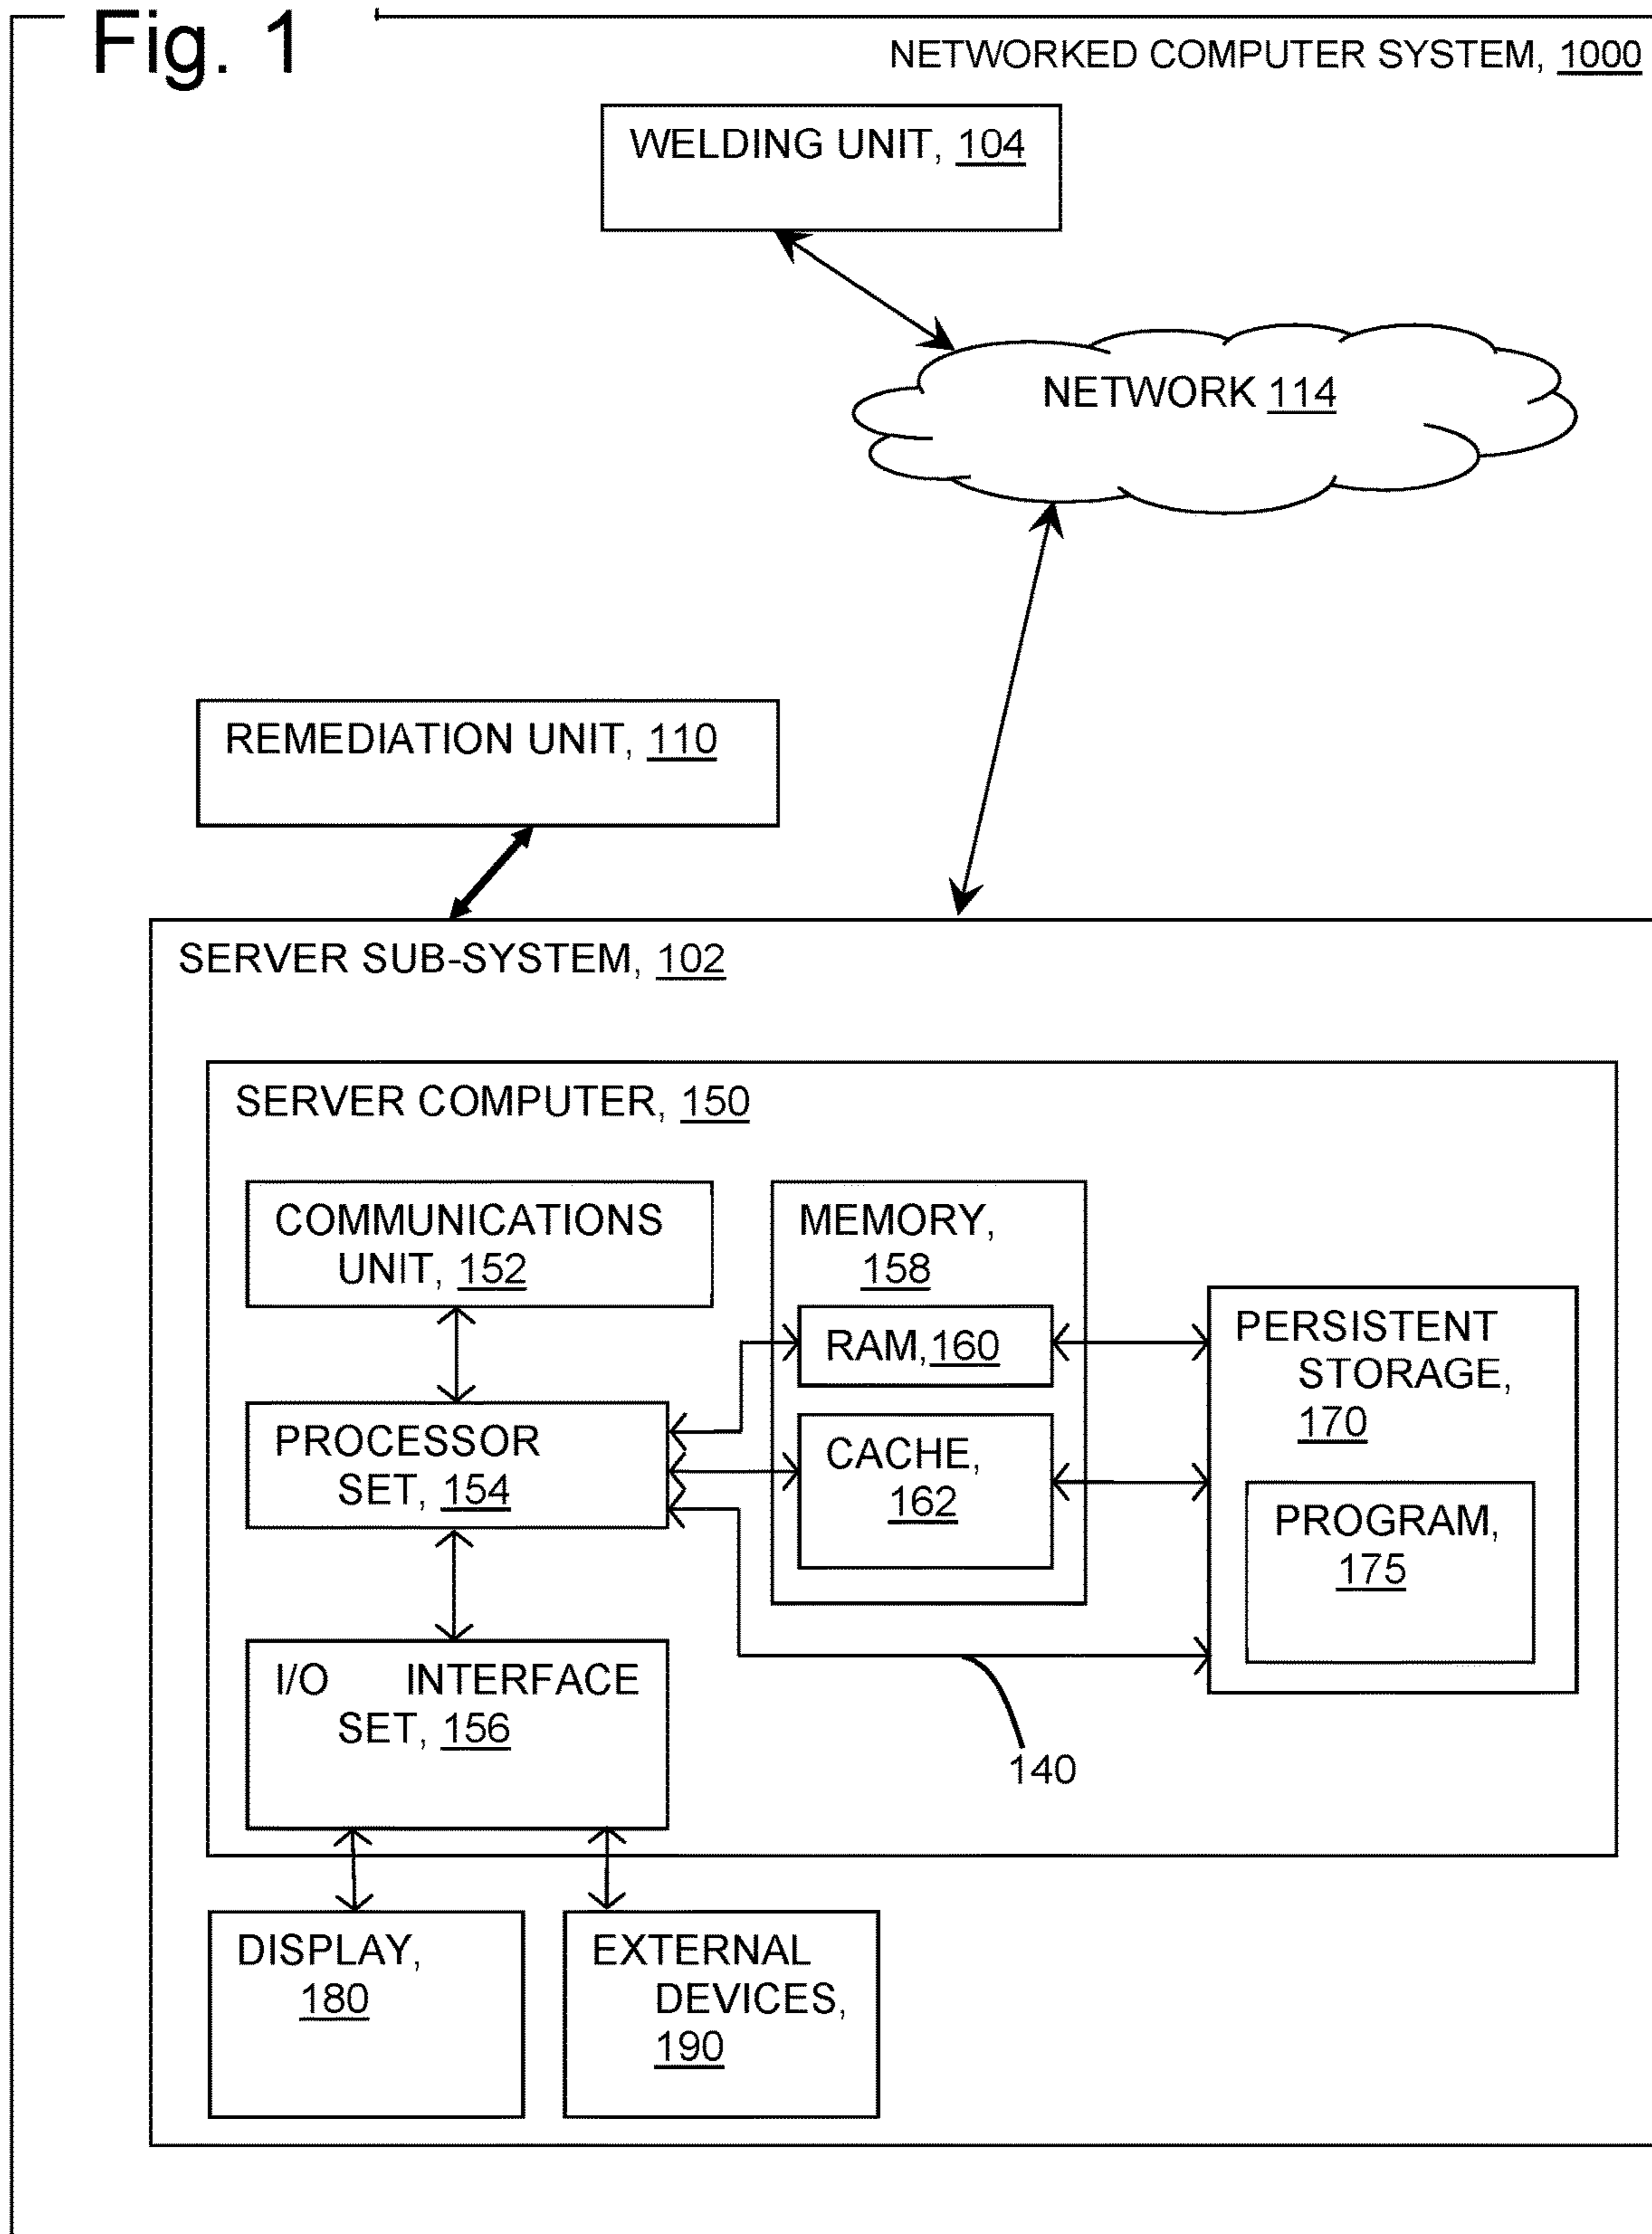 Fig. 1
NETWORKED COMPUTER SYSTEM, 1000
WELDING UNIT, 104
NETWORK 114
REMEDIATION UNIT, 110
SERVER SUB-SYSTEM, 102
SERVER COMPUTER, 150
COMMUNICATIONS
UNIT, 152
MEMORY,
158
RAM,160
PERSISTENT
STORAGE,
170
PROCESSOR
SET, 154
CACHE,
162
PROGRAM,
175
I/O INTERFACE
SET, 156
140
DISPLAY,
180
EXTERNAL
DEVICES,
190